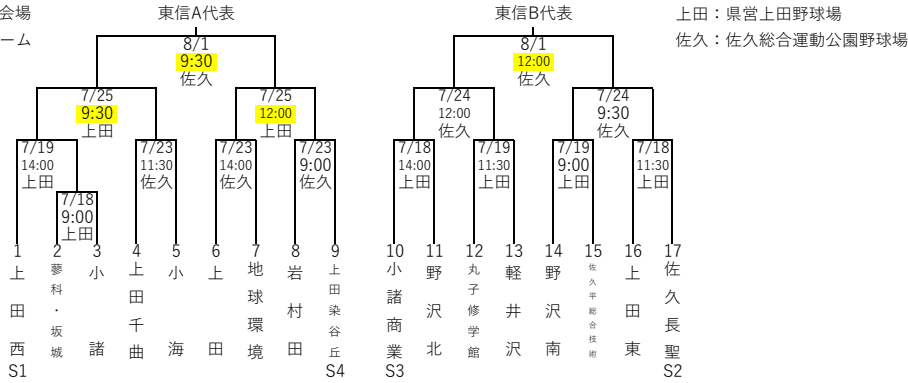 会場
東信A代表
東信B代表
上田：県営上田野球場
ーム
佐久：佐久総合運動公園野球場
8/1
9:30
佐久
8/1
12:00
佐久
7/25
9:30
上田
7/25
12:00
上田
7/24
12:00
佐久
7/24
9:30
佐久
7/19
14:00
上田
7/23
11:30
佐久
7/23
14:00
佐久
7/23
9:00
佐久
7/18
14:00
上田
7/19
11:30
上田
7/19
9:00
上田
7/18
11:30
上田
7/18
9:00
上田
1
上田西
S1
2
蓼科・坂城
3
小諸
4
上田千曲
5
小海
6
上田
7
地球環境
8
岩村田
9
上田染谷丘
S4
10
小諸商業
S3
11
野沢北
12
丸子修学館
13
軽井沢
14
野沢南
15
佐久平総合技術
16
上田東
17
佐久長聖
S2